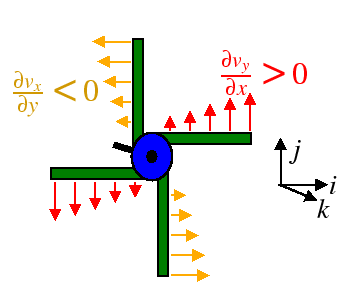 ∂v_y/∂x > 0
∂v_x/∂y < 0
j
i
k